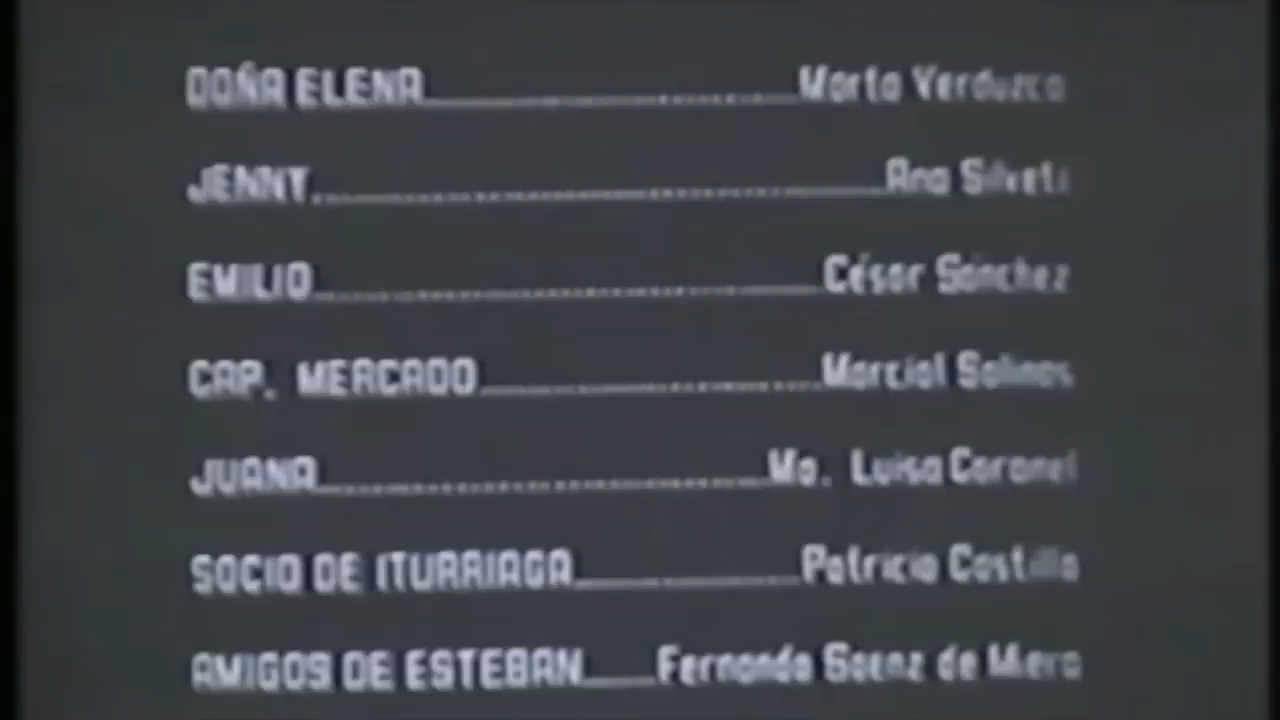 DOÑA ELENA Marta Verduzco
JENNY Ana Silveti
EMILIO César Sánchez
CAP. MERCADO Marcial Salinas
JUANA Ma. Luisa Coronel
SOCIO DE ITURRIAGA Patricio Castillo
AMIGOS DE ESTEBAN Fernando Saenz de Miera